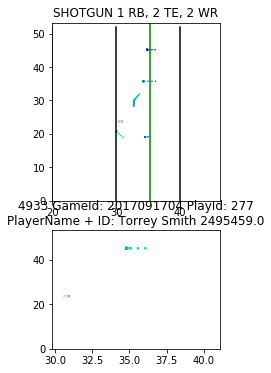 SHOTGUN 1 RB, 2 TE, 2 WR
50
40
30
20
10
0
20 30 40
4933 GameId: 2017091704 PlayId: 277
PlayerName + ID: Torrey Smith 2495459.0
40
20
0
30.0 32.5 35.0 37.5 40.0